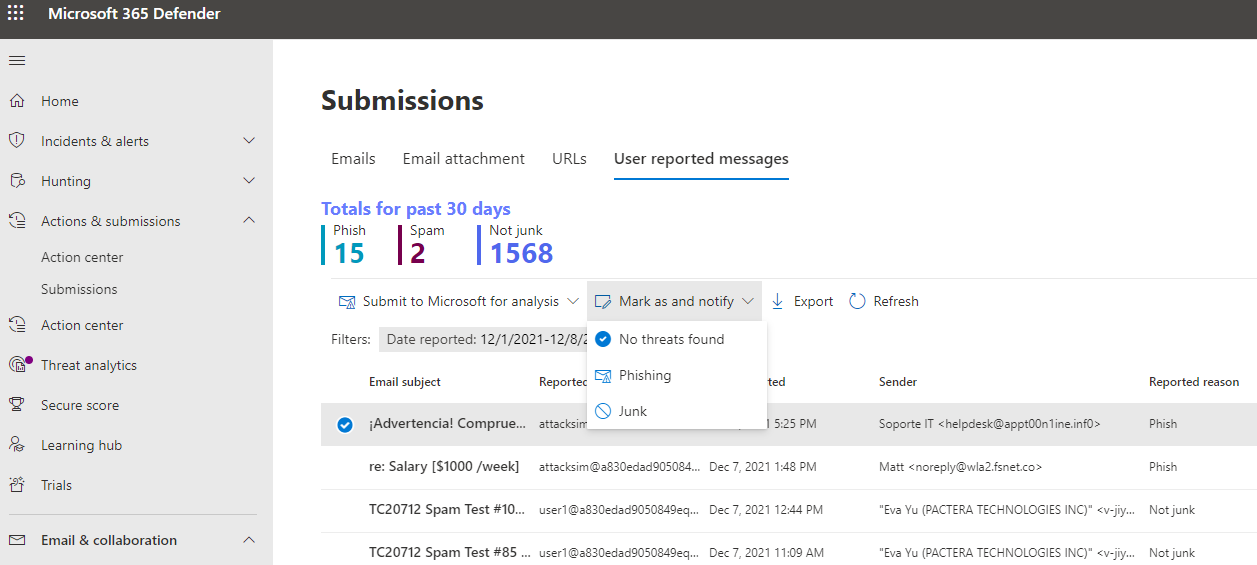 Microsoft 365 Defender
Home
Incidents & alerts
Hunting
Actions & submissions
Action center
Submissions
Action center
Threat analytics
Secure score
Learning hub
Trials
Email & collaboration
Submissions
Emails Email attachment URLs User reported messages
Totals for past 30 days
Phish Spam Not junk
15 2 1568
Submit to Microsoft for analysis Mark as and notify Export Refresh
Filters: Date reported: 12/1/2021-12/8/2
No threats found
Phishing
Junk
Email subject Reported Sender Reported reason
¡Advertencia! Comprue... attacksim 5:25 PM Soporte IT <helpdesk@appt00n1ine.inf0> Phish
re: Salary [$1000 /week] attacksim@a830edad905084... Dec 7, 2021 1:48 PM Matt <noreply@wla2.fsnet.co> Phish
TC20712 Spam Test #10... user1@a830edad9050849eq... Dec 7, 2021 12:44 PM "Eva Yu (PACTERA TECHNOLOGIES INC)" <v-jiy... Not junk
TC20712 Spam Test #85 ... user1@a830edad9050849eq... Dec 7, 2021 11:09 AM "Eva Yu (PACTERA TECHNOLOGIES INC)" <v-jiy... Not junk